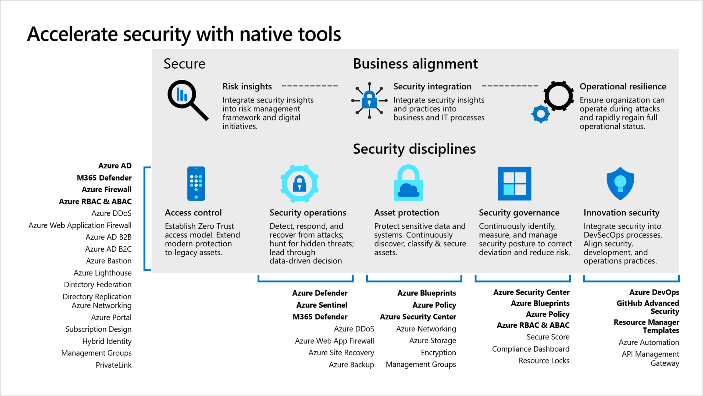 Accelerate security with native tools
Secure
Business alignment
Risk insights
Integrate security insights
into risk management
framework and digital
initiatives.
Security integration
Integrate security insights
and practices into
business and IT processes
Operational resilience
Ensure organization can
operate during attacks
and rapidly regain full
operational status.
Security disciplines
Access control
Establish Zero Trust
access model. Extend
modern protection
to legacy assets.
Security operations
Detect, respond, and
recover from attacks;
hunt for hidden threats;
lead through
data-driven decision
Asset protection
Protect sensitive data and
systems. Continuously
discover, classify & secure
assets.
Security governance
Continuously identify,
measure, and manage
security posture to correct
deviation and reduce risk.
Innovation security
Integrate security into
DevSecOps processes.
Align security,
development, and
operations practices.
Azure AD
M365 Defender
Azure Firewall
Azure RBAC & ABAC
Azure DDoS
Azure Web Application Firewall
Azure AD B2B
Azure AD B2C
Azure Bastion
Azure Lighthouse
Directory Federation
Directory Replication
Azure Networking
Azure Portal
Subscription Design
Hybrid Identity
Management Groups
PrivateLink
Azure Defender
Azure Sentinel
M365 Defender
Azure DDoS
Azure Web App Firewall
Azure Site Recovery
Azure Backup
Azure Blueprints
Azure Policy
Azure Security Center
Azure Networking
Azure Storage
Encryption
Management Groups
Azure Security Center
Azure Blueprints
Azure Policy
Azure RBAC & ABAC
Secure Score
Compliance Dashboard
Resource Locks
Azure DevOps
GitHub Advanced
Security
Resource Manager
Templates
Azure Automation
API Management
Gateway